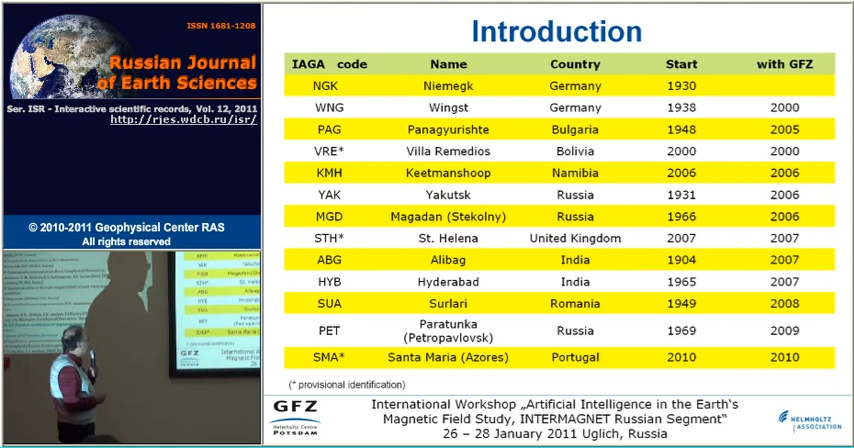 ISSN 1681-1208
Russian Journal
of Earth Sciences
Ser. ISR - Interactive scientific records, Vol. 12, 2011
http://rjes.wdcb.ru/isr/
© 2010-2011 Geophysical Center RAS
All rights reserved
Introduction
IAGA code Name Country Start with GFZ
NGK Niemegk Germany 1930
WNG Wingst Germany 1938 2000
PAG Panagyurishte Bulgaria 1948 2005
VRE* Villa Remedios Bolivia 2000 2000
KMH Keetmanshoop Namibia 2006 2006
YAK Yakutsk Russia 1931 2006
MGD Magadan (Stekolny) Russia 1966 2006
STH* St. Helena United Kingdom 2007 2007
ABG Alibag India 1904 2007
HYB Hyderabad India 1965 2007
SUA Surlari Romania 1949 2008
PET Paratunka (Petropavlovsk) Russia 1969 2009
SMA* Santa Maria (Azores) Portugal 2010 2010
(* provisional identification)
GFZ
Helmholtz Centre
POTSDAM
International Workshop „Artificial Intelligence in the Earth‘s
Magnetic Field Study, INTERMAGNET Russian Segment“
26 – 28 January 2011 Uglich, Russia
HELMHOLTZ
ASSOCIATION